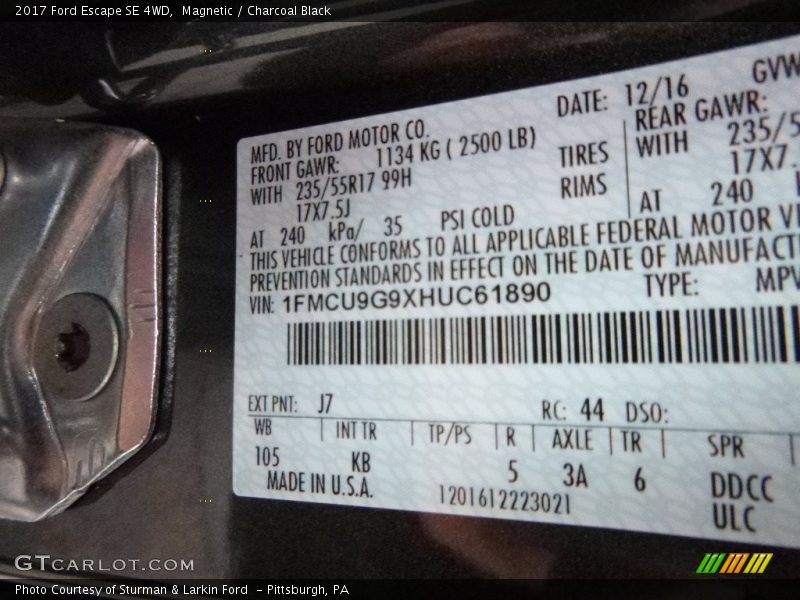 2017 Ford Escape SE 4WD, Magnetic / Charcoal Black
MFD. BY FORD MOTOR CO. DATE: 12/16 GVW
FRONT GAWR: 1134 KG ( 2500 LB) REAR GAWR:
WITH 235/55R17 99H TIRES WITH 235/5
17X7.5J RIMS 17X7.
AT 240 kPa/ 35 PSI COLD AT 240
THIS VEHICLE CONFORMS TO ALL APPLICABLE FEDERAL MOTOR VE
PREVENTION STANDARDS IN EFFECT ON THE DATE OF MANUFACT
VIN: 1FMCU9G9XHUC61890 TYPE: MPV
EXT PNT: J7 RC: 44 DSO:
WB INT TR TP/PS R AXLE TR SPR
105 KB 5 3A 6 DDCC
MADE IN U.S.A. 1201612223021 ULC
GTCARLOT.COM
Photo Courtesy of Sturman & Larkin Ford - Pittsburgh, PA